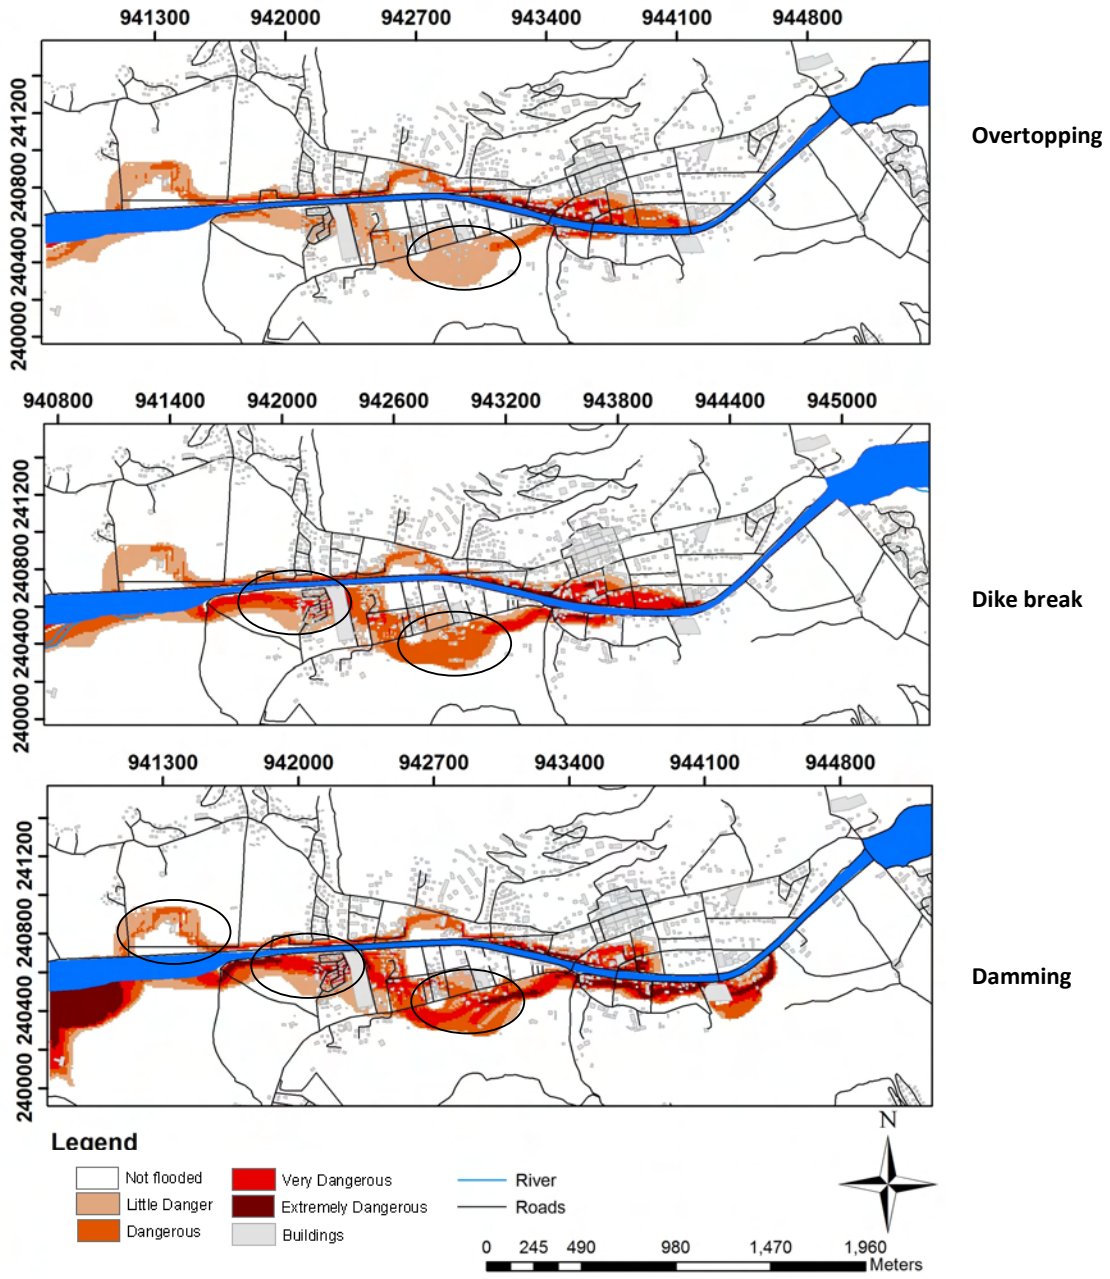 941300 942000 942700 943400 944100 944800
241200
240800
240400
240000
Overtopping
940800 941400 942000 942600 943200 943800 944400 945000
241200
240800
240400
240000
Dike break
941300 942000 942700 943400 944100 944800
241200
240800
240400
240000
Damming
Legend
Not flooded
Little Danger
Dangerous
Very Dangerous
Extremely Dangerous
Buildings
River
Roads
N
0 245 490 980 1,470 1,960
Meters